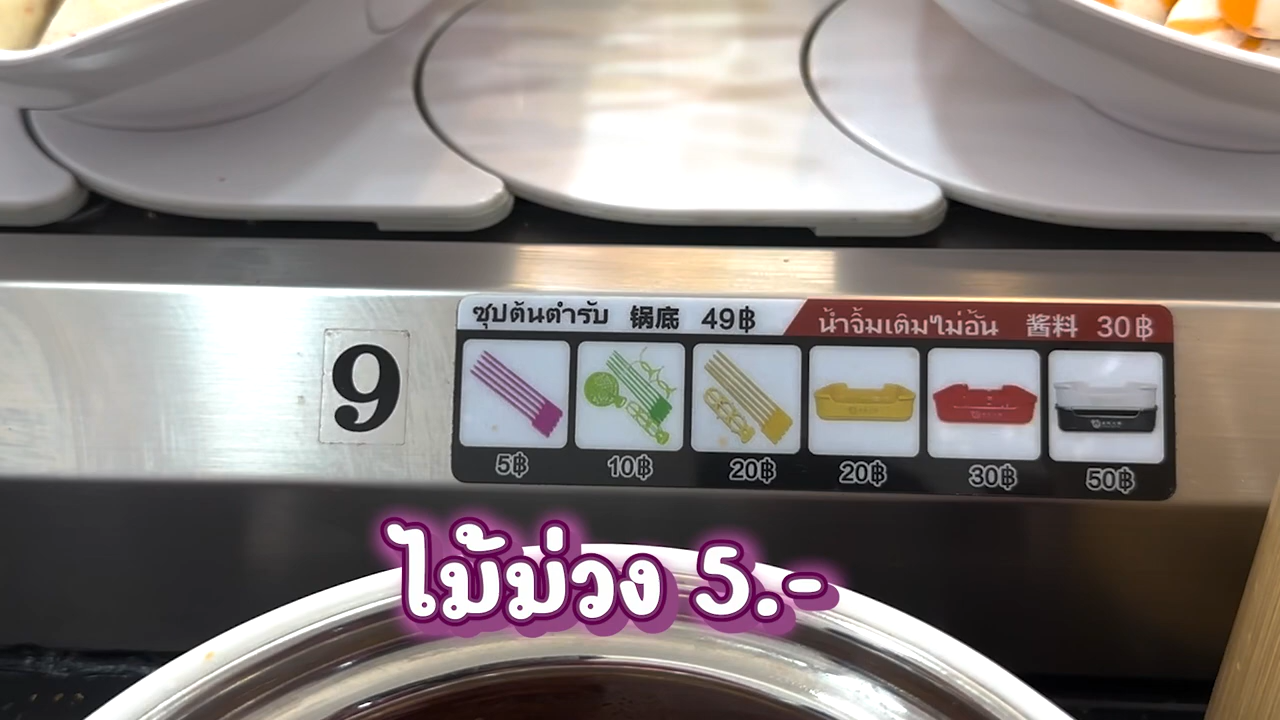 ซุปต้นตำรับ 锅底 49฿
น้ำจิ้มเติมไม่อั้น 酱料 30฿
9
5฿ 10฿ 20฿ 20฿ 30฿ 50฿
ไม้ม่วง 5.-